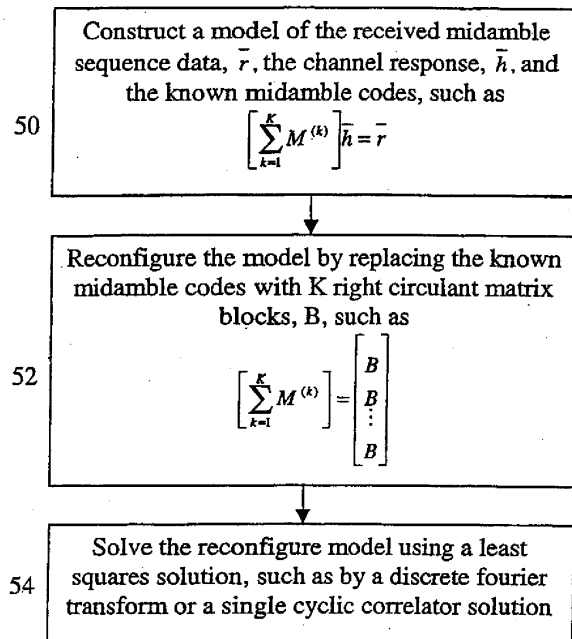 Construct a model of the received midamble
sequence data, r̄, the channel response, h̄, and
the known midamble codes, such as
50
[∑_{k=1}^{K} M^{(k)}] h̄ = r̄
Reconfigure the model by replacing the known
midamble codes with K right circulant matrix
blocks, B, such as
52
[∑_{k=1}^{K} M^{(k)}] = [B B ⋮ B]
Solve the reconfigure model using a least
54
squares solution, such as by a discrete fourier
transform or a single cyclic correlator solution